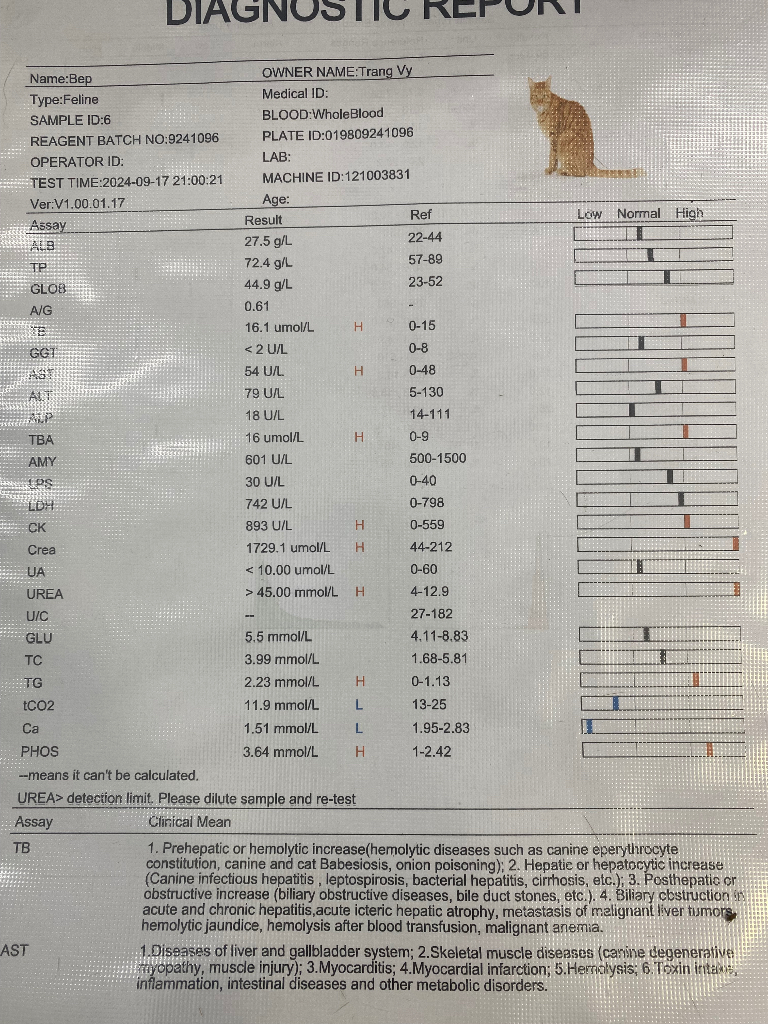 DIAGNOSTIC REPORT
Name:Bep
OWNER NAME:Trang Vy
Type:Feline
Medical ID:
SAMPLE ID:6
BLOOD:WholeBlood
REAGENT BATCH NO:9241096
PLATE ID:019809241096
OPERATOR ID:
LAB:
TEST TIME:2024-09-17 21:00:21
MACHINE ID:121003831
Ver:V1.00.01.17
Age:
Assay Result Ref Low Normal High
ALB 27.5 g/L 22-44
TP 72.4 g/L 57-89
GLOB 44.9 g/L 23-52
A/G 0.61 -
TB 16.1 umol/L H 0-15
GGT < 2 U/L 0-8
AST 54 U/L H 0-48
ALT 79 U/L 5-130
ALP 18 U/L 14-111
TBA 16 umol/L H 0-9
AMY 601 U/L 500-1500
LPS 30 U/L 0-40
LDH 742 U/L 0-798
CK 893 U/L H 0-559
Crea 1729.1 umol/L H 44-212
UA < 10.00 umol/L 0-60
UREA > 45.00 mmol/L H 4-12.9
U/C -- 27-182
GLU 5.5 mmol/L 4.11-8.83
TC 3.99 mmol/L 1.68-5.81
TG 2.23 mmol/L H 0-1.13
tCO2 11.9 mmol/L L 13-25
Ca 1.51 mmol/L L 1.95-2.83
PHOS 3.64 mmol/L H 1-2.42
--means it can't be calculated.
UREA> detection limit. Please dilute sample and re-test
Assay Clinical Mean
TB 1. Prehepatic or hemolytic increase(hemolytic diseases such as canine eperythrocyte
constitution, canine and cat Babesiosis, onion poisoning); 2. Hepatic or hepatocytic increase
(Canine infectious hepatitis , leptospirosis, bacterial hepatitis, cirrhosis, etc.); 3. Posthepatic or
obstructive increase (biliary obstructive diseases, bile duct stones, etc.). 4. Biliary obstruction in
acute and chronic hepatitis,acute icteric hepatic atrophy, metastasis of malignant liver tumors,
hemolytic jaundice, hemolysis after blood transfusion, malignant anemia.
AST 1.Diseases of liver and gallbladder system; 2.Skeletal muscle diseases (canine degenerative
myopathy, muscle injury); 3.Myocarditis; 4.Myocardial infarction; 5.Hemolysis; 6.Toxin intake,
inflammation, intestinal diseases and other metabolic disorders.